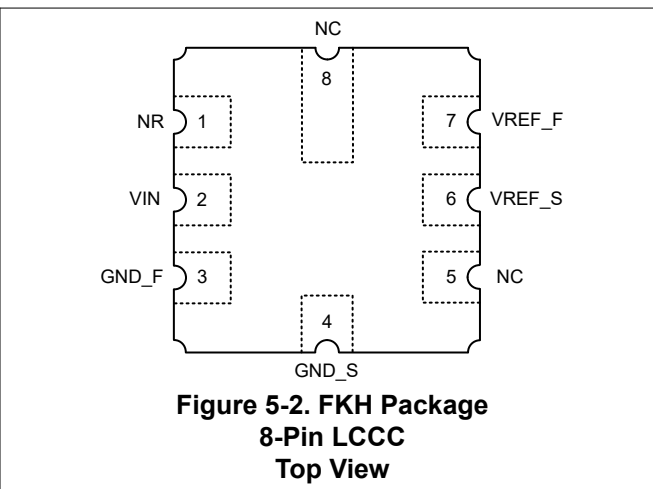 NC
8
NR 1 7 VREF_F
VIN 2 6 VREF_S
GND_F 3 5 NC
4
GND_S
Figure 5-2. FKH Package
8-Pin LCCC
Top View